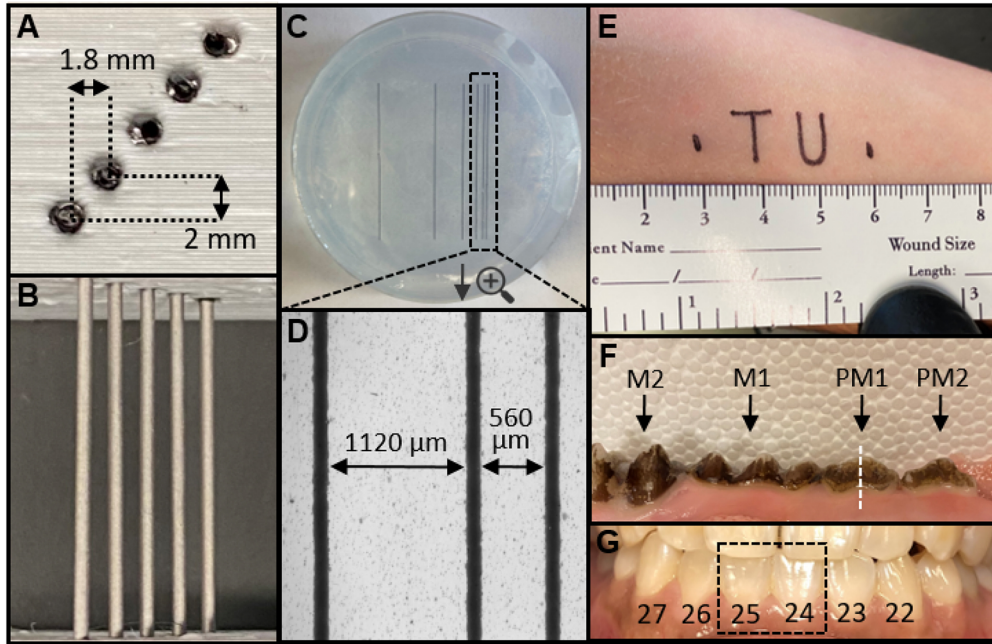 A
1.8 mm
2 mm
B
C
D
1120 µm
560
µm
E
TU
2 3 4 5 6 7 8
ent Name
Wound Size
Length:
/ /
1 2 3
F
M2 M1 PM1 PM2
G
27 26 25 24 23 22